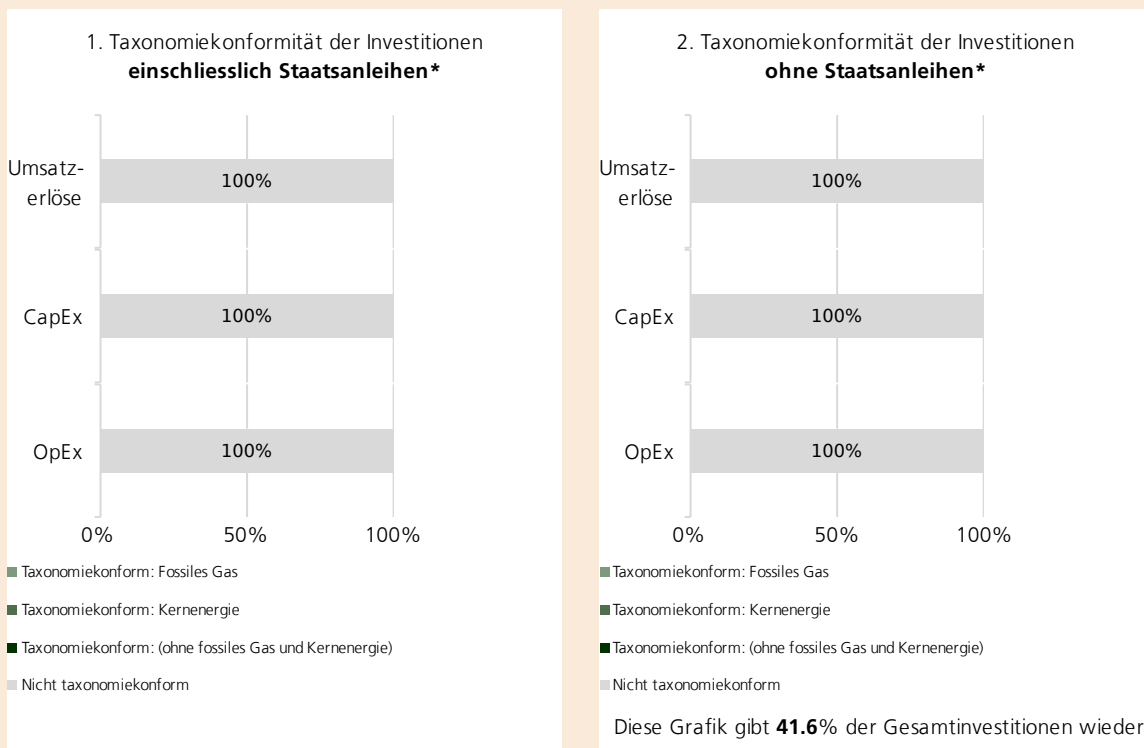 1. Taxonomiekonformität der Investitionen
einschliesslich Staatsanleihen*
Umsatz-
erlöse
100%
CapEx
100%
OpEx
100%
0% 50% 100%
Taxonomiekonform: Fossiles Gas
Taxonomiekonform: Kernenergie
Taxonomiekonform: (ohne fossiles Gas und Kernenergie)
Nicht taxonomiekonform
2. Taxonomiekonformität der Investitionen
ohne Staatsanleihen*
Umsatz-
erlöse
100%
CapEx
100%
OpEx
100%
0% 50% 100%
Taxonomiekonform: Fossiles Gas
Taxonomiekonform: Kernenergie
Taxonomiekonform: (ohne fossiles Gas und Kernenergie)
Nicht taxonomiekonform
Diese Grafik gibt 41.6% der Gesamtinvestitionen wieder